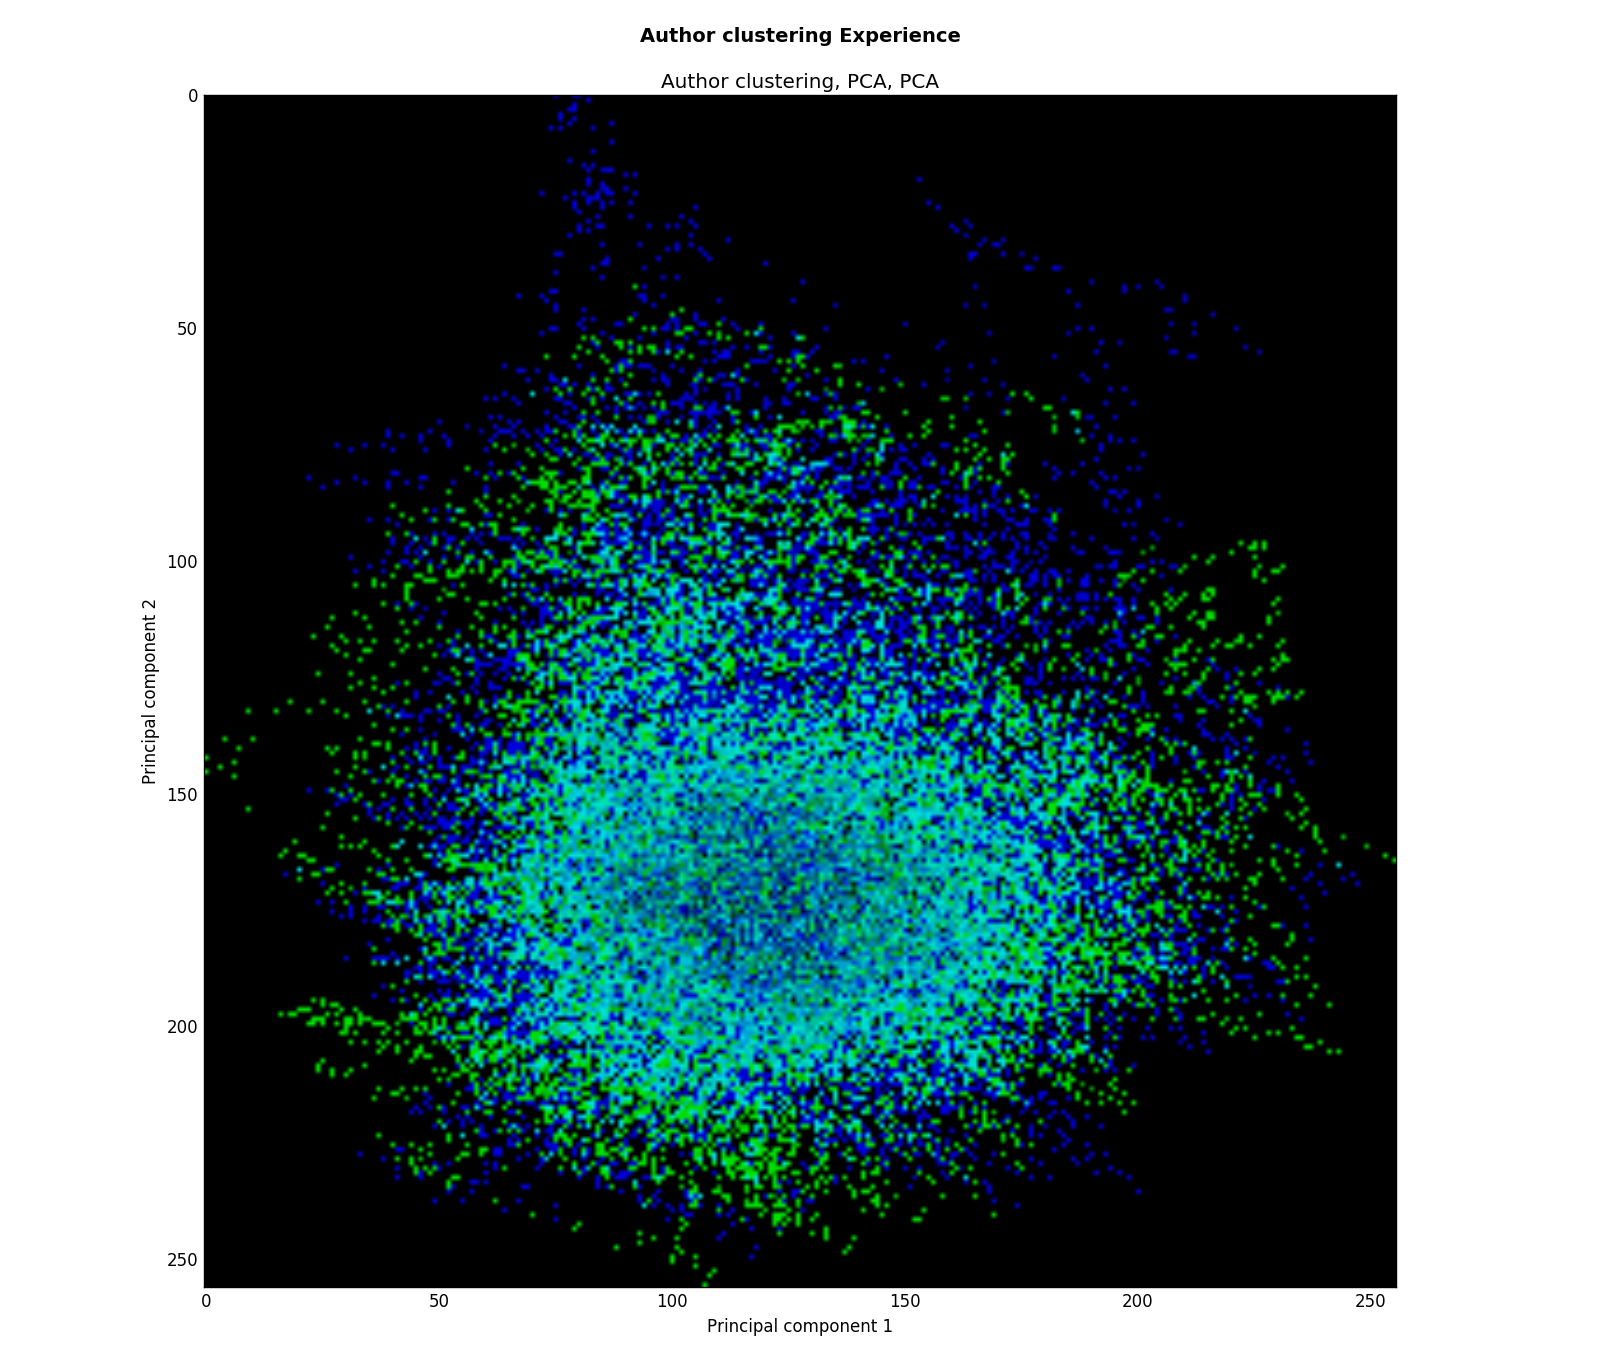 Author clustering Experience
Author clustering, PCA, PCA
0
50
100
150
200
250
Principal component 2
0 50 100 150 200 250
Principal component 1